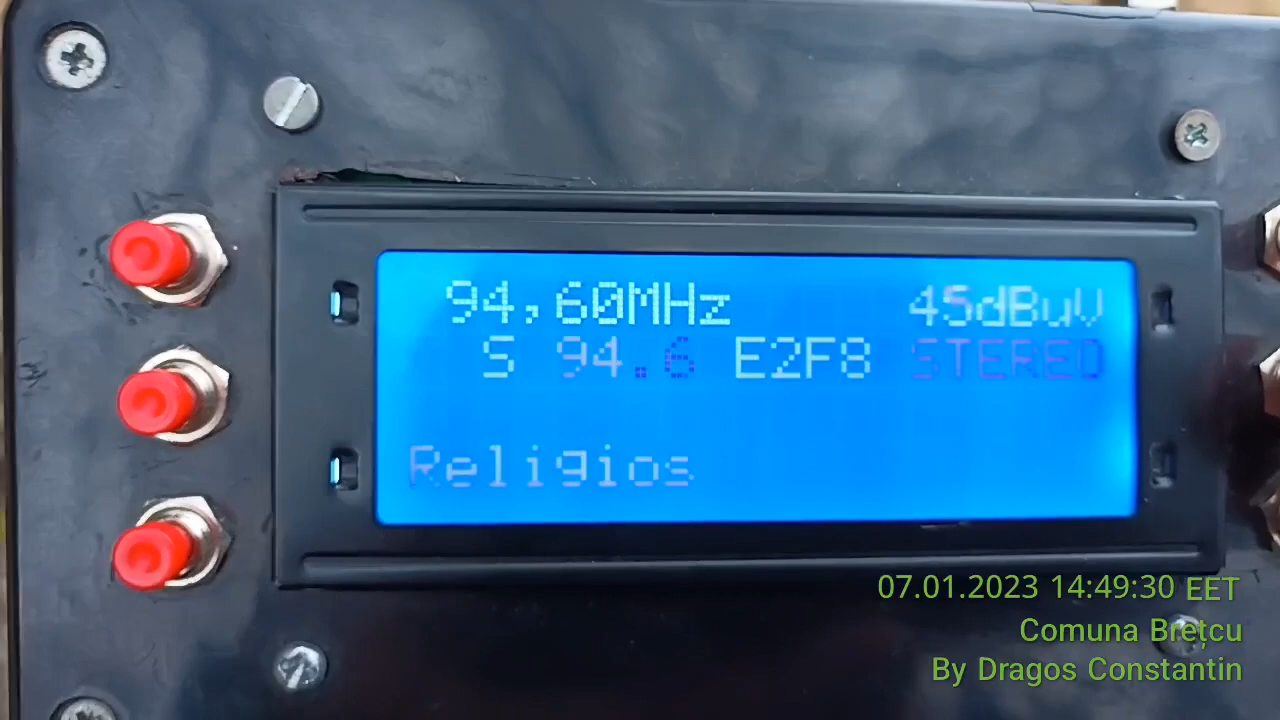 94,60MHz 45dBuV
S 94.6 E2F8 STEREO
Religios
07.01.2023 14:49:30 EET
Comuna Brețcu
By Dragos Constantin